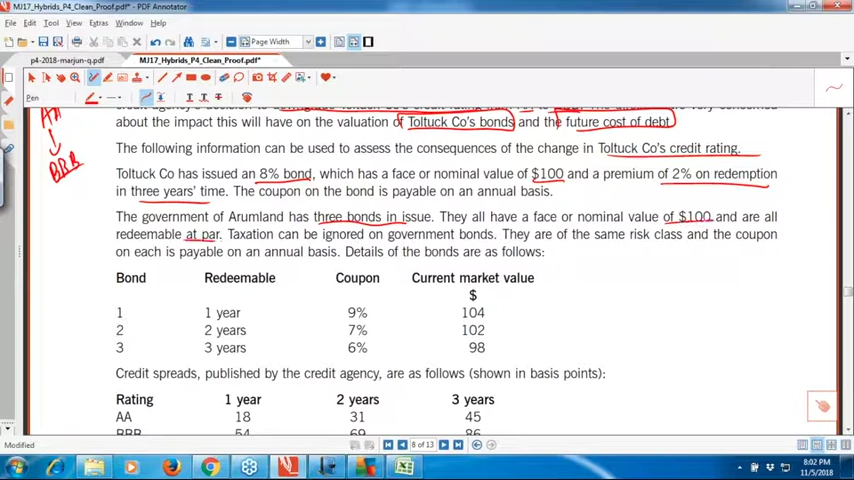 MJ17_Hybrids_P4_Clean_Proof.pdf* - PDF Annotator
File Edit View Tool Document Extras Window Help
Page Width
p4-2018-marjun-q.pdf MJ17_Hybrids_P4_Clean_Proof.pdf*
Pen
about the impact this will have on the valuation of Toltuck Co's bonds and the future cost of debt
AA
The following information can be used to assess the consequences of the change in Toltuck Co's credit rating.
BBB
Toltuck Co has issued an 8% bond, which has a face or nominal value of $100 and a premium of 2% on redemption
in three years' time. The coupon on the bond is payable on an annual basis.
The government of Arumland has three bonds in issue. They all have a face or nominal value of $100 and are all
redeemable at par. Taxation can be ignored on government bonds. They are of the same risk class and the coupon
on each is payable on an annual basis. Details of the bonds are as follows:
Bond Redeemable Coupon Current market value
$
1 1 year 9% 104
2 2 years 7% 102
3 3 years 6% 98
Credit spreads, published by the credit agency, are as follows (shown in basis points):
Rating 1 year 2 years 3 years
AA 18 31 45
BBB 54 69 86
Modified 8 of 13
8:02 PM
11/5/2018